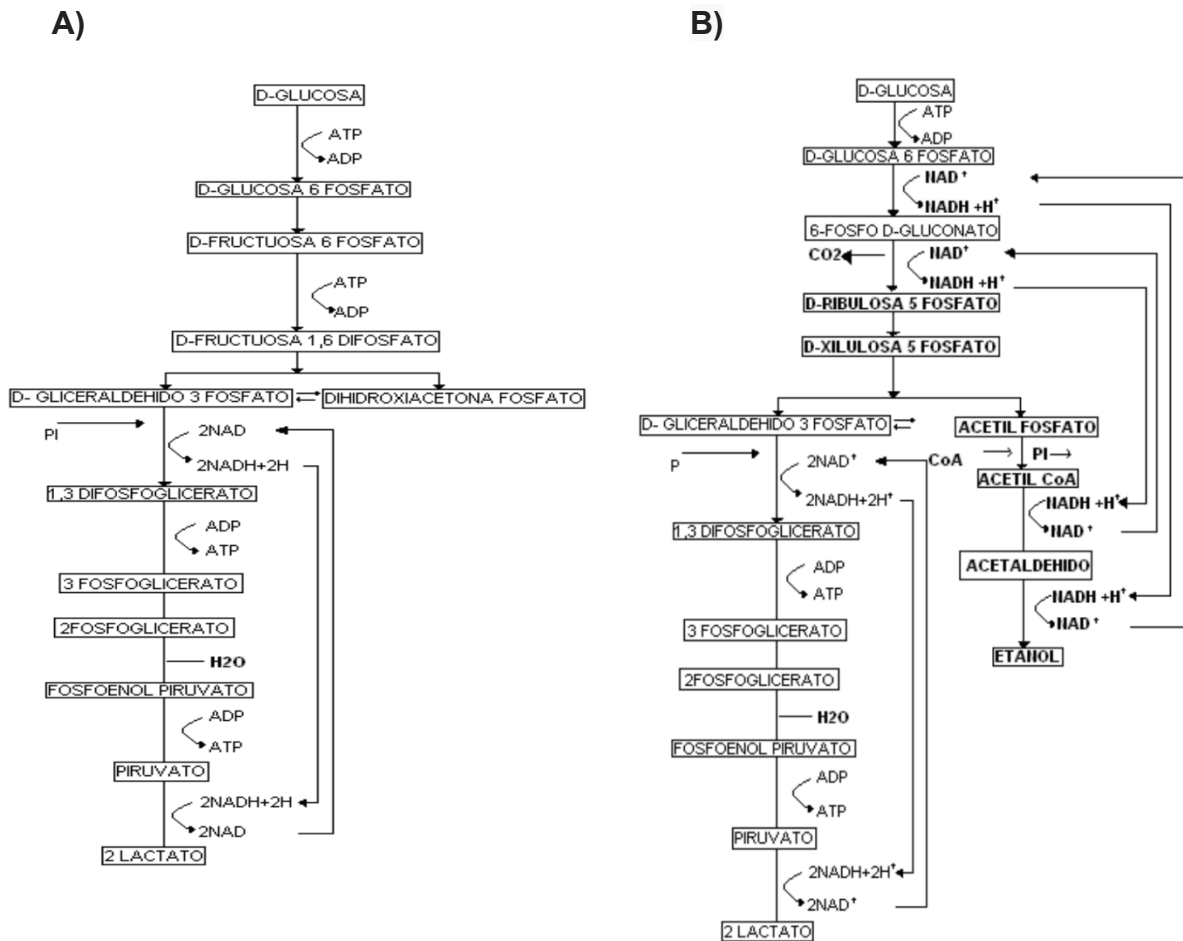 A)
D-GLUCOSA
ATP
ADP
D-GLUCOSA 6 FOSFATO
D-FRUCTUOSA 6 FOSFATO
ATP
ADP
D-FRUCTUOSA 1,6 DIFOSFATO
D- GLICERALDEHIDO 3 FOSFATO
DIHIDROXIACETONA FOSFATO
PI
2NAD
2NADH+2H
1,3 DIFOSFOGLICERATO
ADP
ATP
3 FOSFOGLICERATO
2FOSFOGLICERATO
H2O
FOSFOENOL PIRUVATO
ADP
ATP
PIRUVATO
2NADH+2H
2NAD
2 LACTATO
B)
D-GLUCOSA
ATP
ADP
D-GLUCOSA 6 FOSFATO
NAD⁺
NADH +H⁺
6-FOSFO D-GLUCONATO
CO2
NAD⁺
NADH +H⁺
D-RIBULOSA 5 FOSFATO
D-XILULOSA 5 FOSFATO
D- GLICERALDEHIDO 3 FOSFATO
P
2NAD⁺
2NADH+2H⁺
1,3 DIFOSFOGLICERATO
ADP
ATP
3 FOSFOGLICERATO
2FOSFOGLICERATO
H2O
FOSFOENOL PIRUVATO
ADP
ATP
PIRUVATO
2NADH+2H⁺
2NAD⁺
2 LACTATO
ACETIL FOSFATO
CoA
PI
ACETIL CoA
NADH +H⁺
NAD⁺
ACETALDEHIDO
NADH +H⁺
NAD⁺
ETANOL